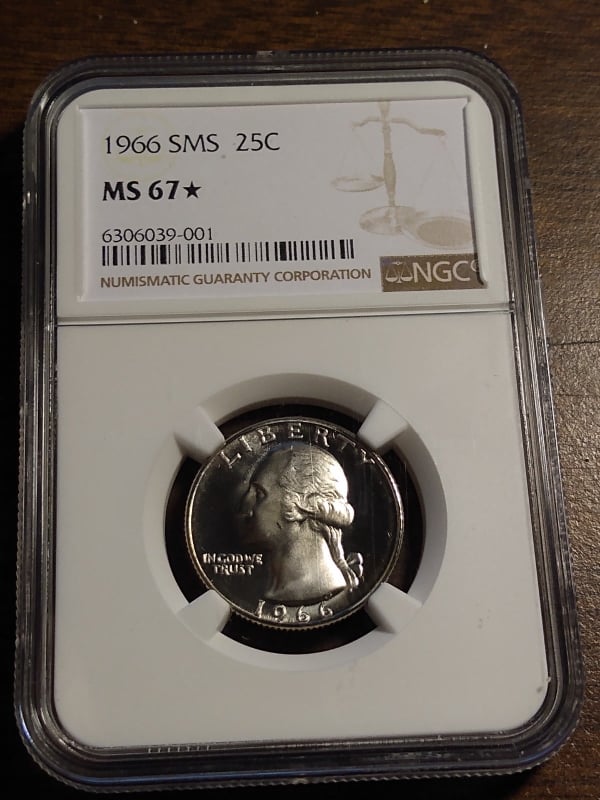 1966 SMS 25C
MS 67★
6306039-001
NUMISMATIC GUARANTY CORPORATION
NGC
LIBERTY
IN GOD WE
TRUST
1966